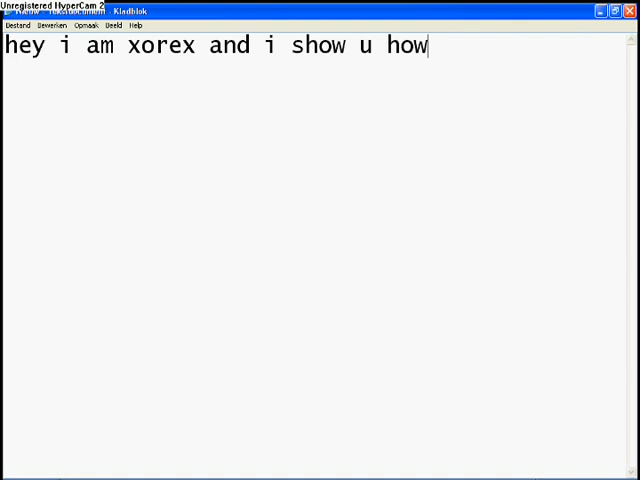 Unregistered HyperCam 2
- Kladblok
Bestand Bewerken Opmaak Beeld Help
hey i am xorex and i show u how